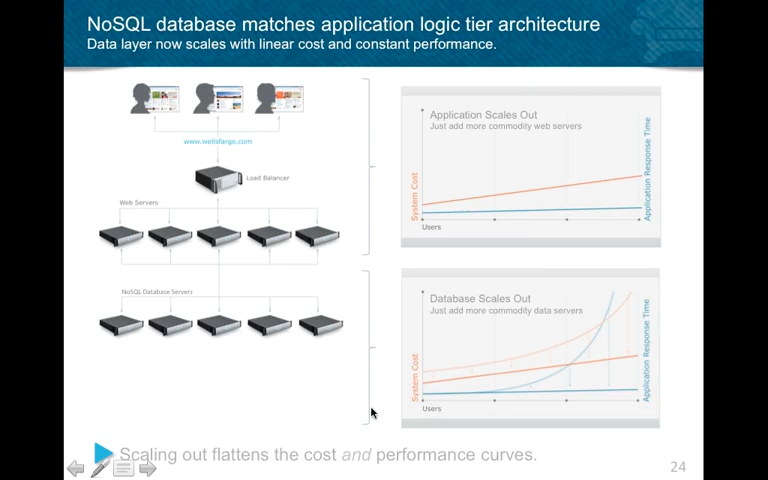 NoSQL database matches application logic tier architecture
Data layer now scales with linear cost and constant performance.
www.wellsfargo.com
Load Balancer
Web Servers
NoSQL Database Servers
Application Scales Out
Just add more commodity web servers
System Cost
Application Response Time
Users
Database Scales Out
Just add more commodity data servers
System Cost
Application Response Time
Users
Scaling out flattens the cost and performance curves.
24